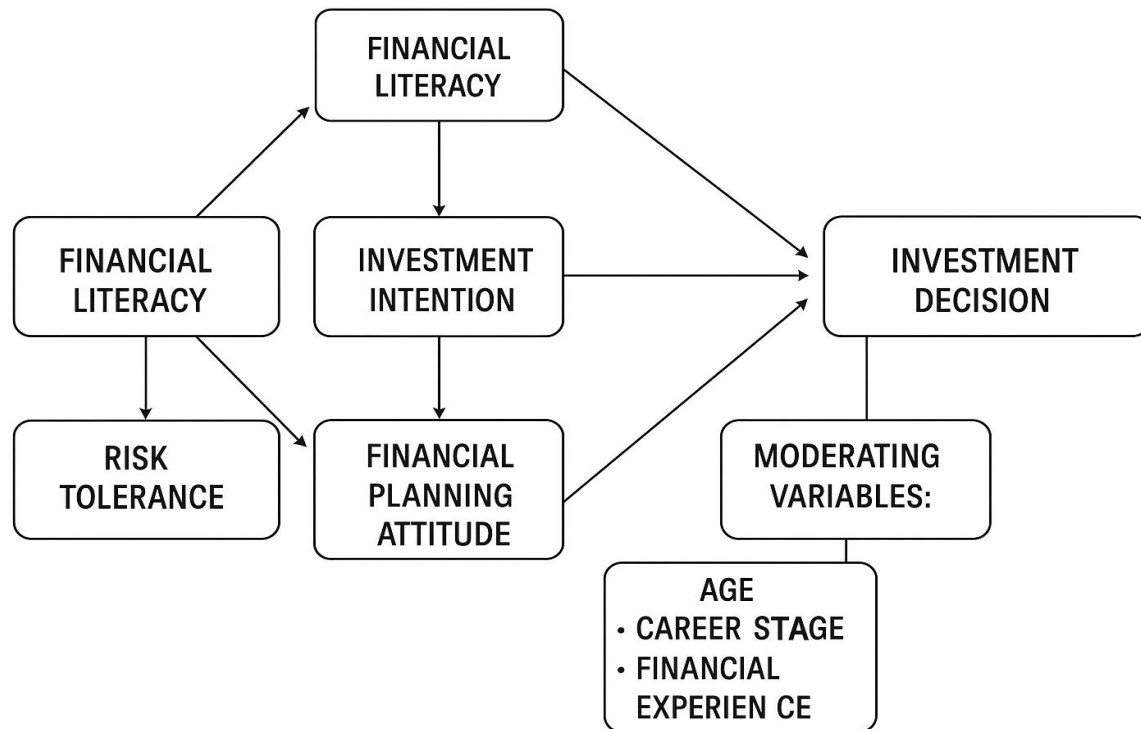 FINANCIAL
LITERACY
FINANCIAL
LITERACY
INVESTMENT
INTENTION
INVESTMENT
DECISION
RISK
TOLERANCE
FINANCIAL
PLANNING
ATTITUDE
MODERATING
VARIABLES:
AGE
• CAREER STAGE
• FINANCIAL
EXPERIEN CE